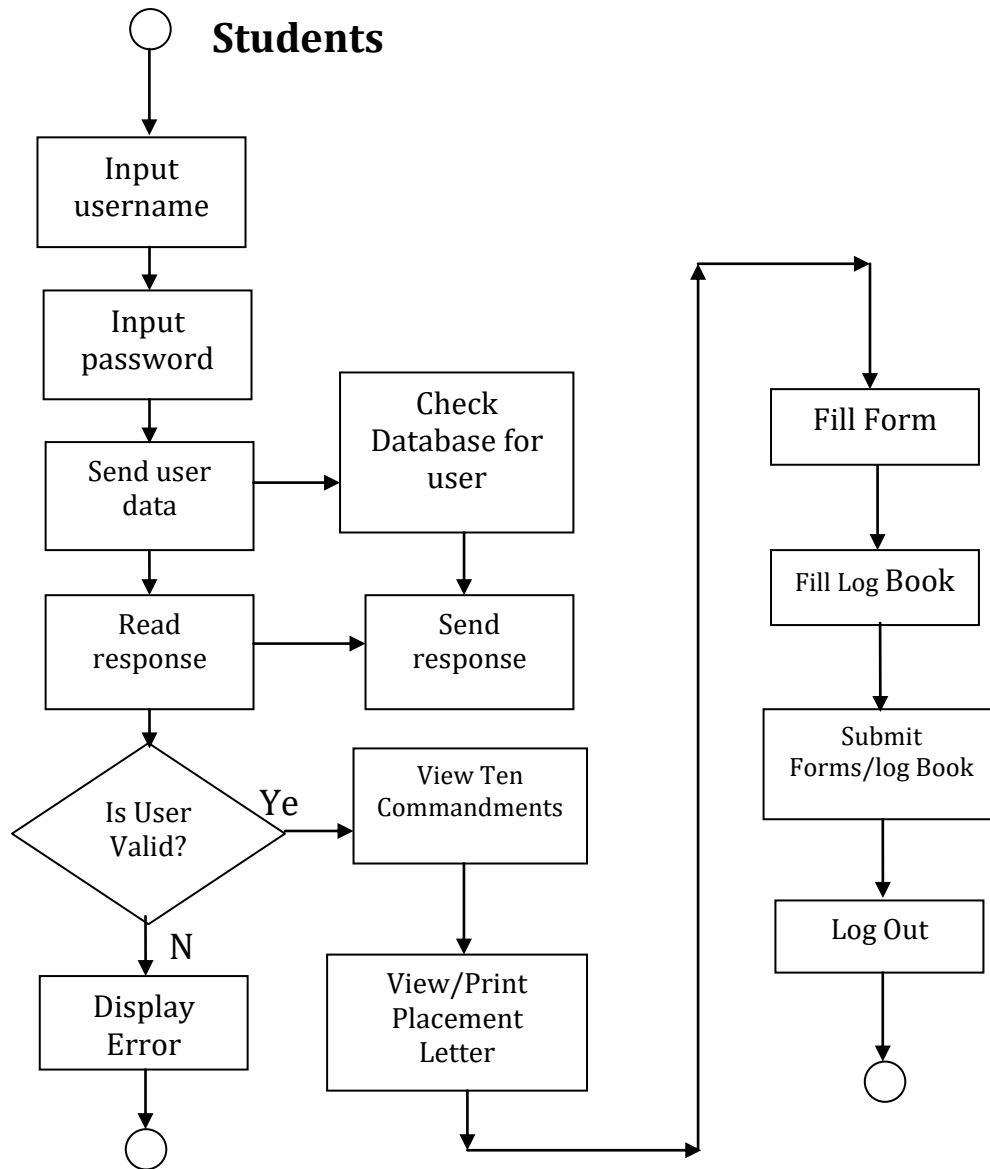 Students
Input
username
Input
password
Send user
data
Check
Database for
user
Read
response
Send
response
Is User
Valid?
Ye
N
Display
Error
View Ten
Commandments
View/Print
Placement
Letter
Fill Form
Fill Log Book
Submit
Forms/log Book
Log Out